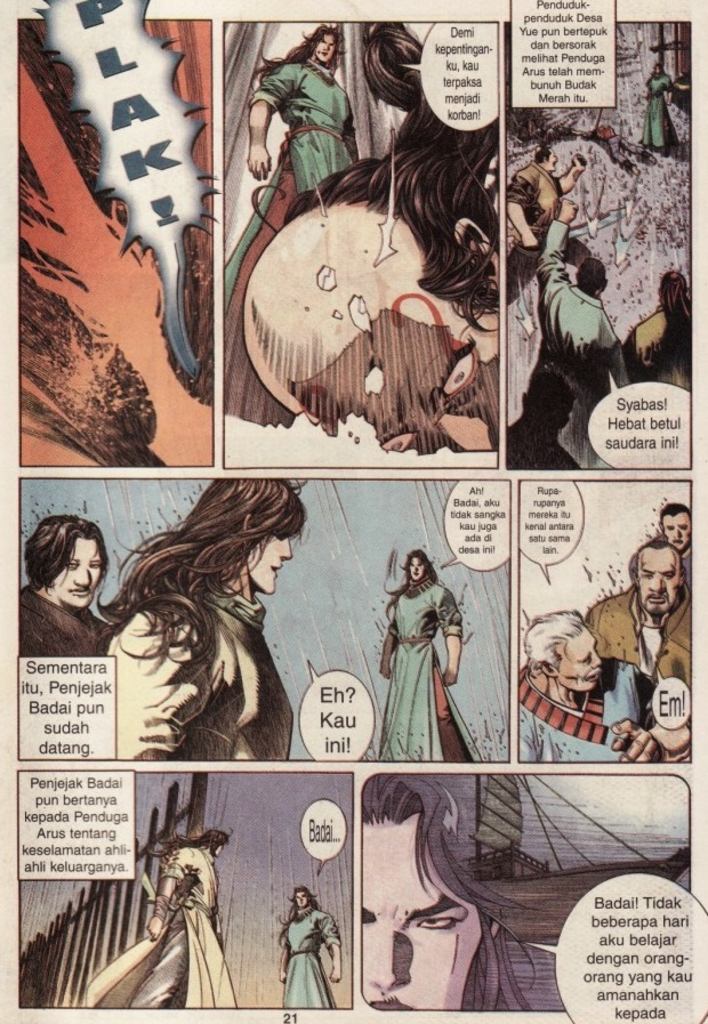 PLAK!
Demi
kepentingan-
ku, kau
terpaksa
menjadi
korban!
Penduduk-
penduduk Desa
Yue pun bertepuk
dan bersorak
melihat Penduga
Arus telah mem-
bunuh Budak
Merah itu.
Syabas!
Hebat betul
saudara ini!
Sementara
itu, Penjejak
Badai pun
sudah
datang.
Eh?
Kau
ini!
Ah!
Badai, aku
tidak sangka
kau juga
ada di
desa ini!
Rupa-
rupanya
mereka itu
kenal antara
satu sama
lain.
Em!
Penjejak Badai
pun bertanya
kepada Penduga
Arus tentang
keselamatan ahli-
ahli keluarganya.
Badai...
Badai! Tidak
beberapa hari
aku belajar
dengan orang-
orang yang kau
amanahkan
kepada
21